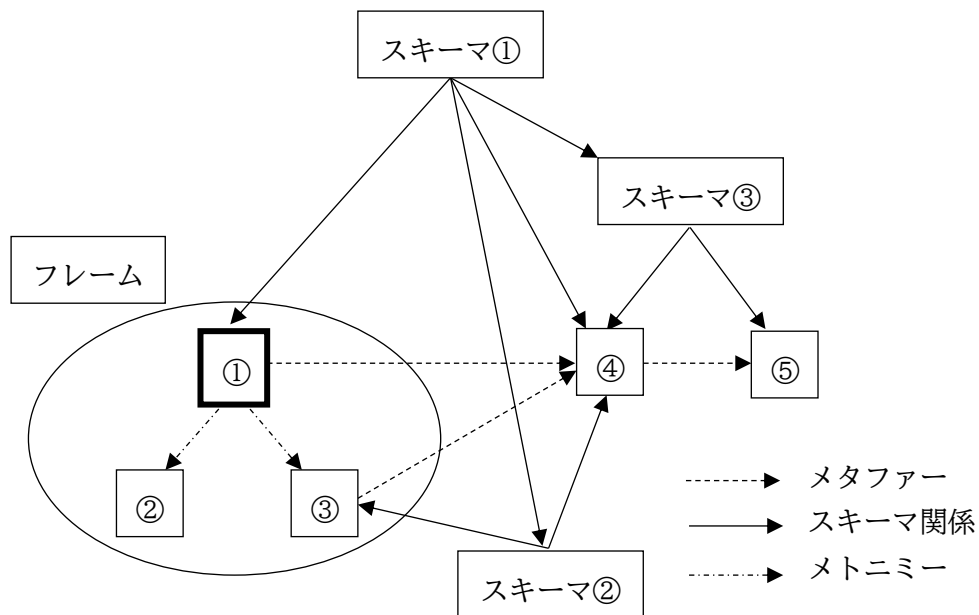 スキーマ①
スキーマ③
フレーム
①
④
⑤
②
③
スキーマ②
メタファー
スキーマ関係
メトニミー